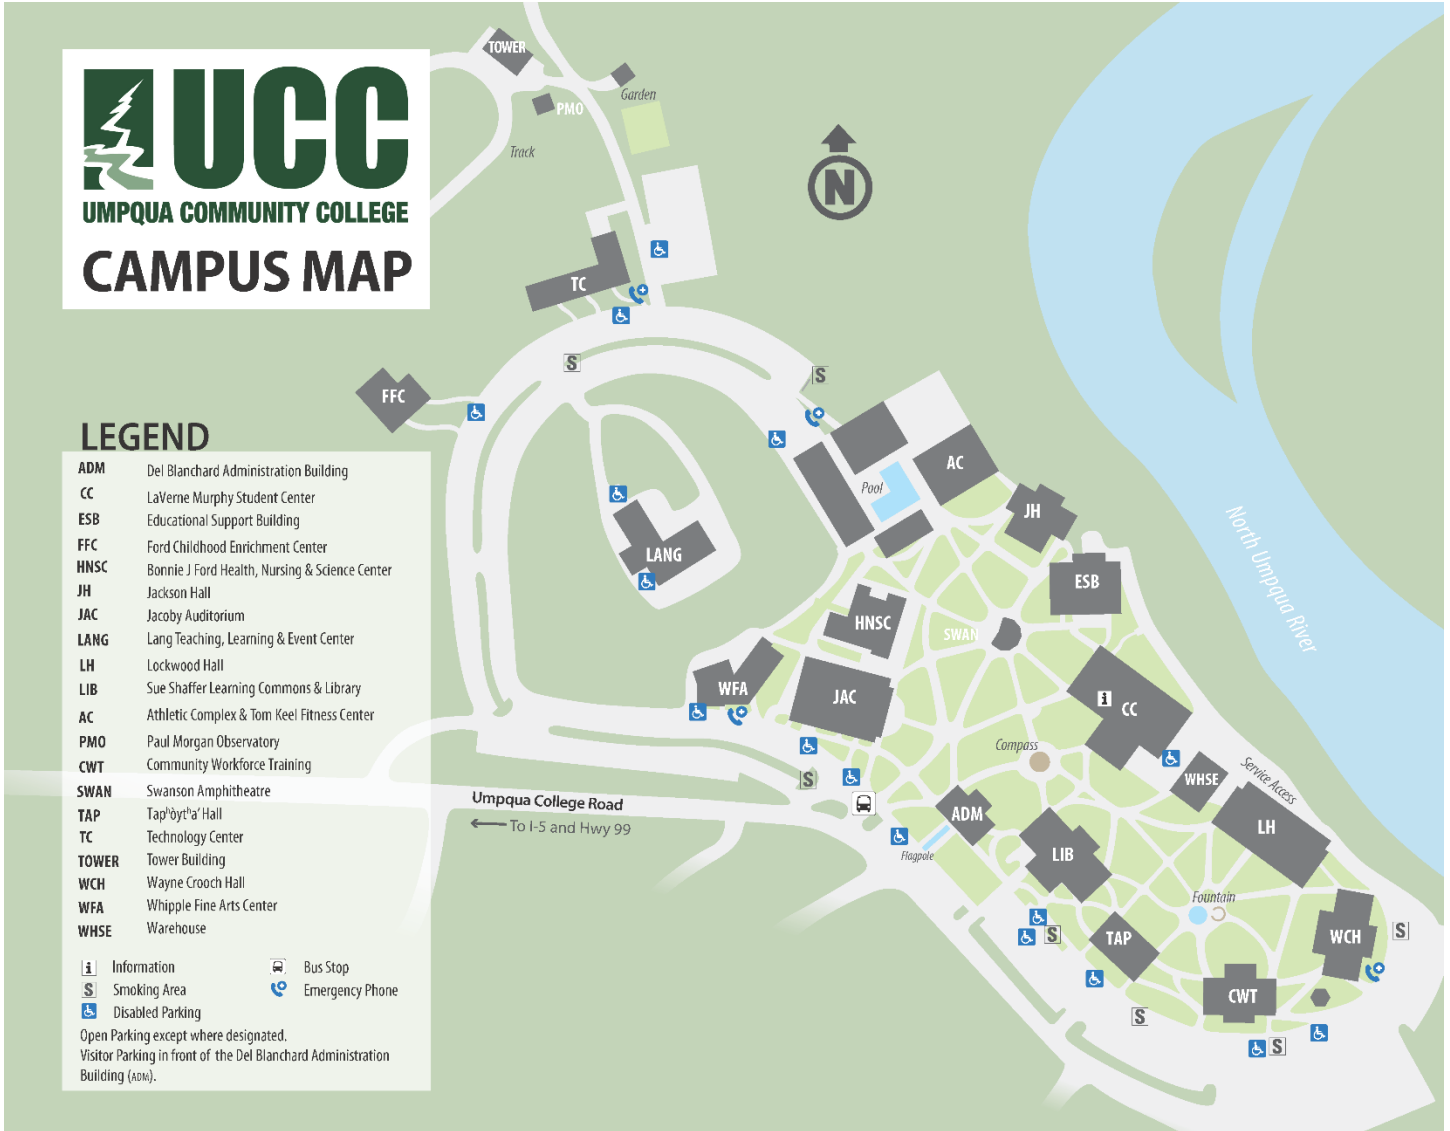 UCC
UMPQUA COMMUNITY COLLEGE
CAMPUS MAP
TOWER
PMO
Garden
Track
N
TC
S
S
FFC
AC
Pool
JH
LANG
ESB
HNSC
SWAN
WFA
JAC
i
CC
Compass
WHSE
Service Access
North Umpqua River
S
Umpqua College Road
To I-5 and Hwy 99
ADM
Flagpole
LIB
LH
Fountain
TAP
S
WCH
S
CWT
S
S
LEGEND
ADM Del Blanchard Administration Building
CC LaVerne Murphy Student Center
ESB Educational Support Building
FFC Ford Childhood Enrichment Center
HNSC Bonnie J Ford Health, Nursing & Science Center
JH Jackson Hall
JAC Jacoby Auditorium
LANG Lang Teaching, Learning & Event Center
LH Lockwood Hall
LIB Sue Shaffer Learning Commons & Library
AC Athletic Complex & Tom Keel Fitness Center
PMO Paul Morgan Observatory
CWT Community Workforce Training
SWAN Swanson Amphitheatre
TAP Tapʰòytʰaʼ Hall
TC Technology Center
TOWER Tower Building
WCH Wayne Crooch Hall
WFA Whipple Fine Arts Center
WHSE Warehouse
i Information
Bus Stop
S Smoking Area
Emergency Phone
Disabled Parking
Open Parking except where designated.
Visitor Parking in front of the Del Blanchard Administration
Building (ADM).